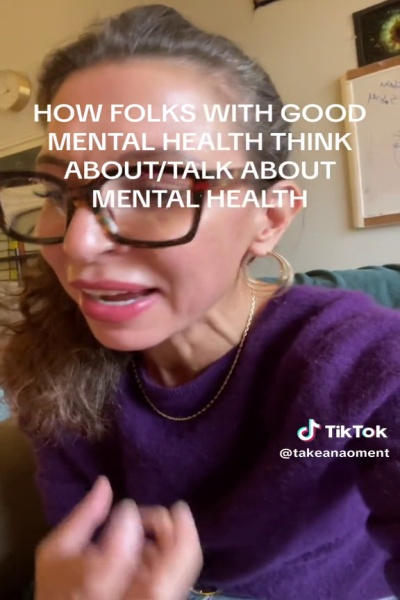 HOW FOLKS WITH GOOD
MENTAL HEALTH THINK
ABOUT/TALK ABOUT
MENTAL HEALTH
TikTok
@takeanaoment